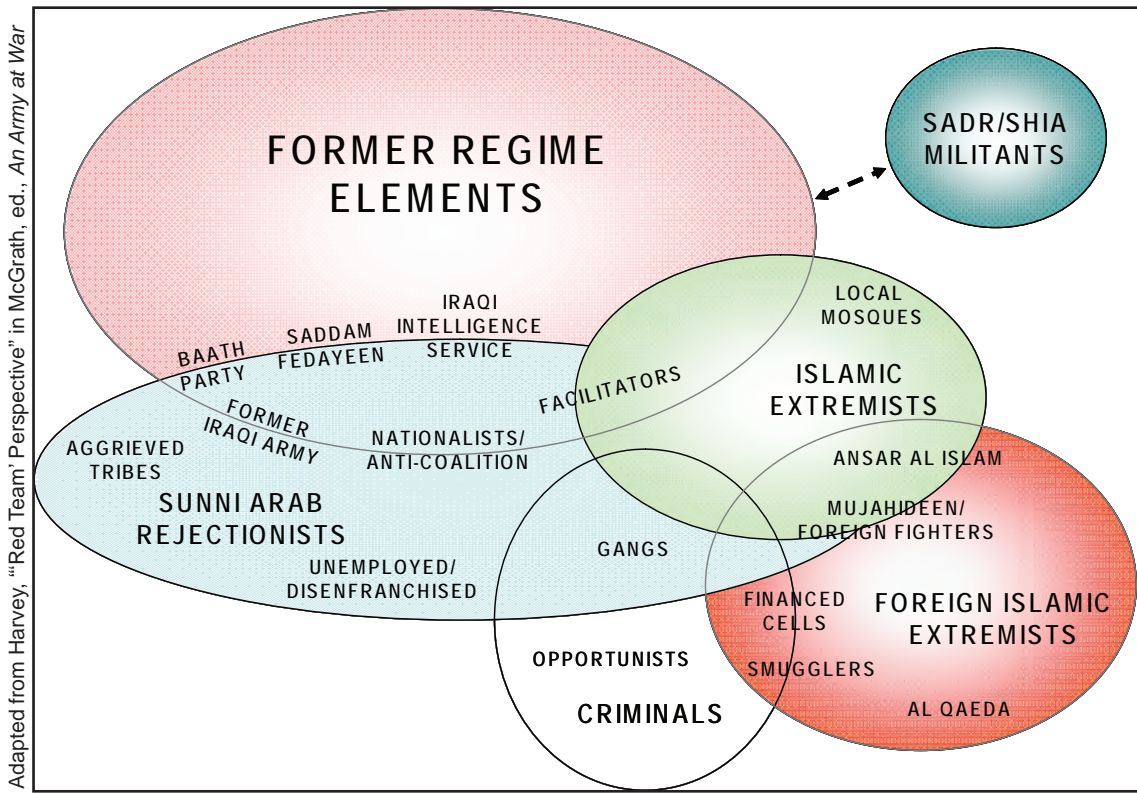 Adapted from Harvey, “‘Red Team’ Perspective” in McGrath, ed., An Army at War
FORMER REGIME
ELEMENTS
SADR/SHIA
MILITANTS
IRAQI
INTELLIGENCE
SERVICE
SADDAM
FEDAYEEN
BAATH
PARTY
LOCAL
MOSQUES
FACILITATORS
ISLAMIC
EXTREMISTS
FORMER
IRAQI ARMY
NATIONALISTS/
ANTI-COALITION
AGGRIEVED
TRIBES
SUNNI ARAB
REJECTIONISTS
ANSAR AL ISLAM
MUJAHIDEEN/
FOREIGN FIGHTERS
GANGS
UNEMPLOYED/
DISENFRANCHISED
FINANCED
CELLS
FOREIGN ISLAMIC
EXTREMISTS
OPPORTUNISTS
SMUGGLERS
CRIMINALS
AL QAEDA